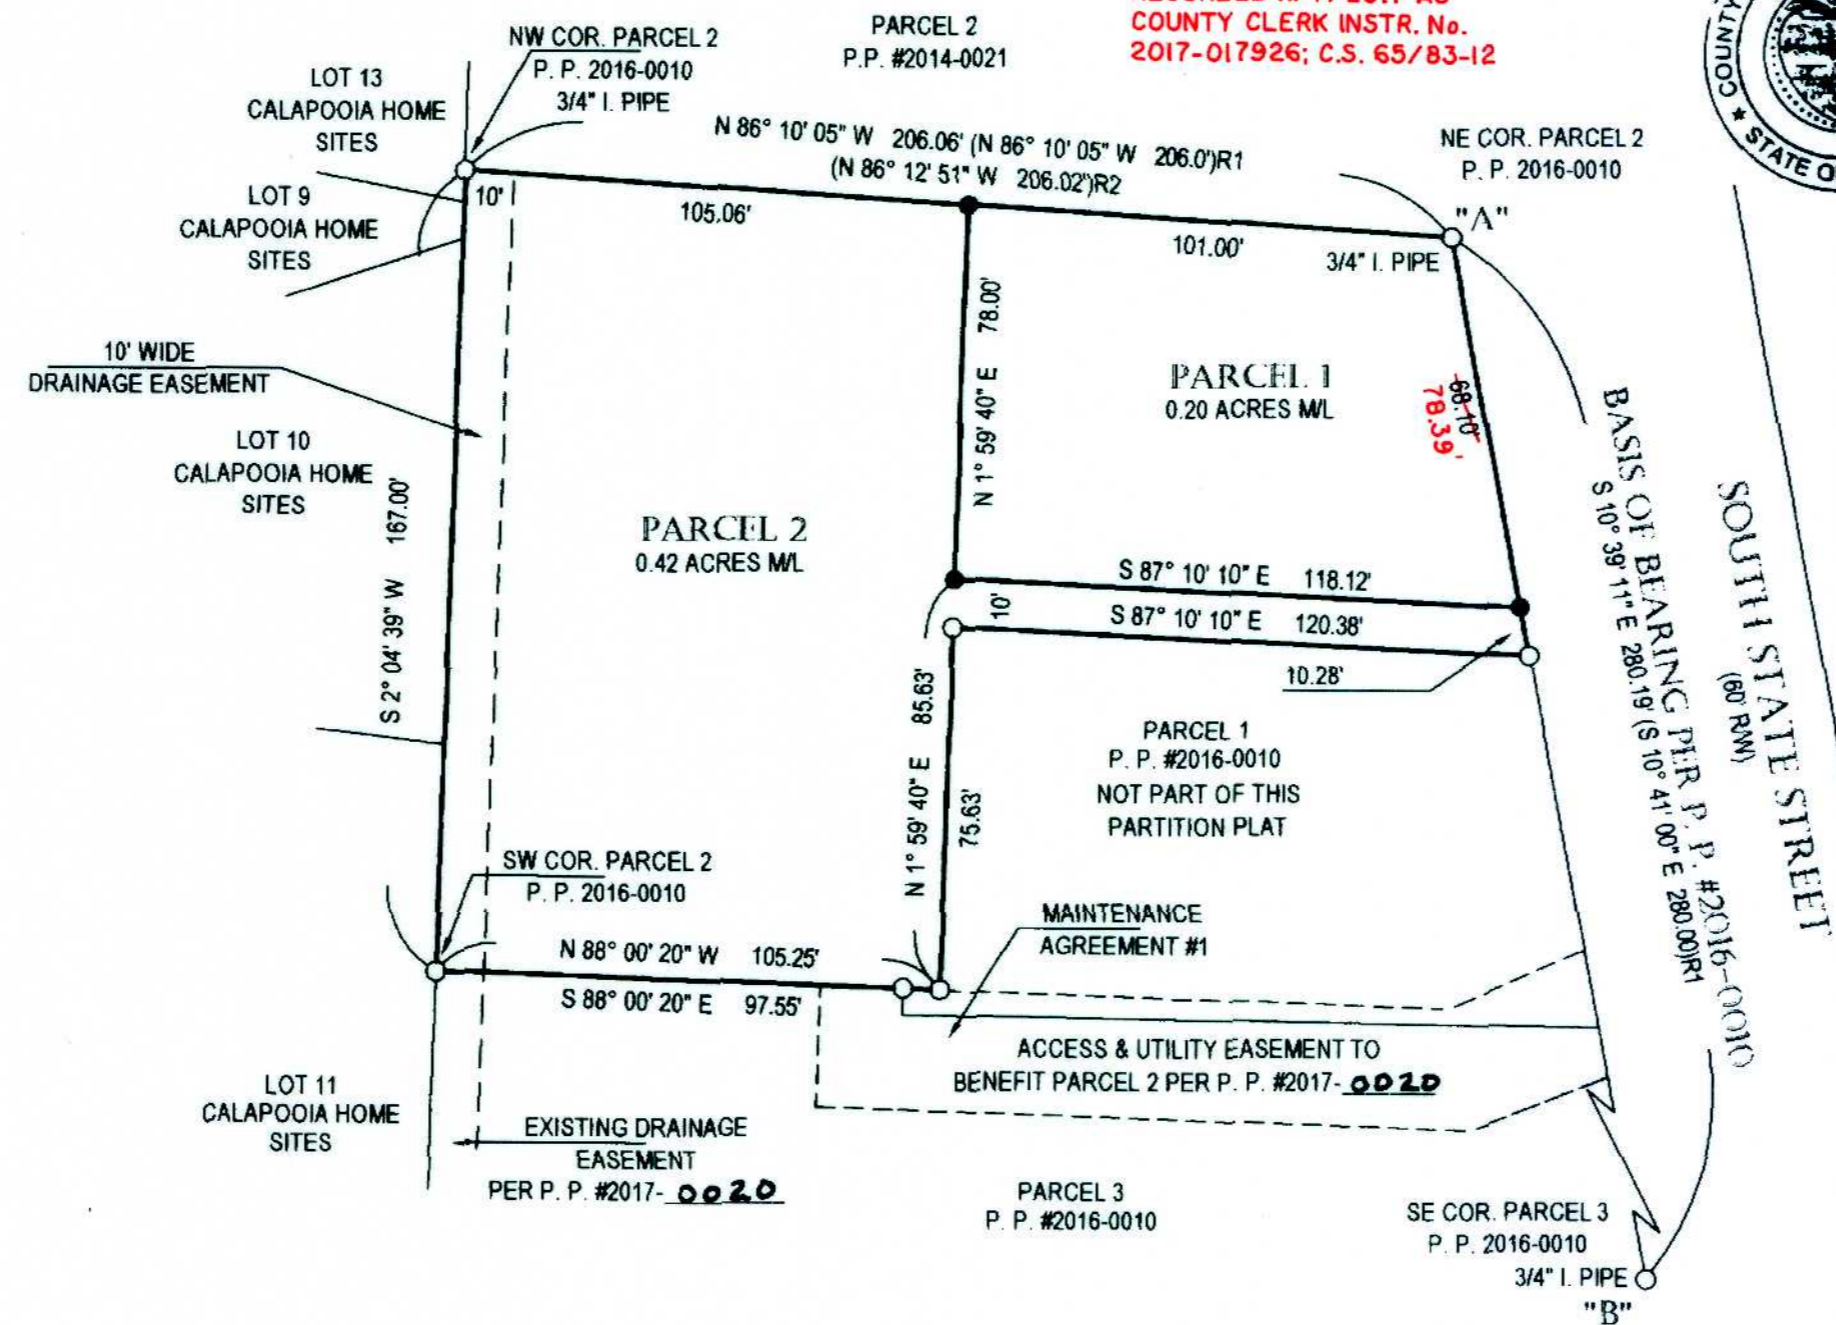 COUNTY CLERK INSTR. No.
2017-017926; C.S. 65/83-12
COUNTY
★ STATE
PARCEL 2
P.P. #2014-0021
NW COR. PARCEL 2
P. P. 2016-0010
3/4" I. PIPE
LOT 13
CALAPOOIA HOME
SITES
N 86° 10' 05" W 206.06' (N 86° 10' 05" W 206.0')R1
(N 86° 12' 51" W 206.02')R2
NE COR. PARCEL 2
P. P. 2016-0010
"A"
3/4" I. PIPE
LOT 9
CALAPOOIA HOME
SITES
10'
105.06'
101.00'
10' WIDE
DRAINAGE EASEMENT
N 1° 59' 40" E 78.00'
PARCEL 1
0.20 ACRES M/L
68.10'
78.39'
LOT 10
CALAPOOIA HOME
SITES
S 2° 04' 39" W 167.00'
PARCEL 2
0.42 ACRES M/L
S 87° 10' 10" E 118.12'
10'
S 87° 10' 10" E 120.38'
10.28'
BASIS OF BEARING PER P. P. #2016-0010
S 10° 39' 11" E 280.19' (S 10° 41' 00" E 280.00')R1
SOUTH STATE STREET
(60' R/W)
N 1° 59' 40" E 85.63'
75.63'
PARCEL 1
P. P. #2016-0010
NOT PART OF THIS
PARTITION PLAT
SW COR. PARCEL 2
P. P. 2016-0010
MAINTENANCE
AGREEMENT #1
N 88° 00' 20" W 105.25'
S 88° 00' 20" E 97.55'
ACCESS & UTILITY EASEMENT TO
BENEFIT PARCEL 2 PER P. P. #2017-0020
LOT 11
CALAPOOIA HOME
SITES
EXISTING DRAINAGE
EASEMENT
PER P. P. #2017-0020
PARCEL 3
P. P. #2016-0010
SE COR. PARCEL 3
P. P. 2016-0010
3/4" I. PIPE
"B"